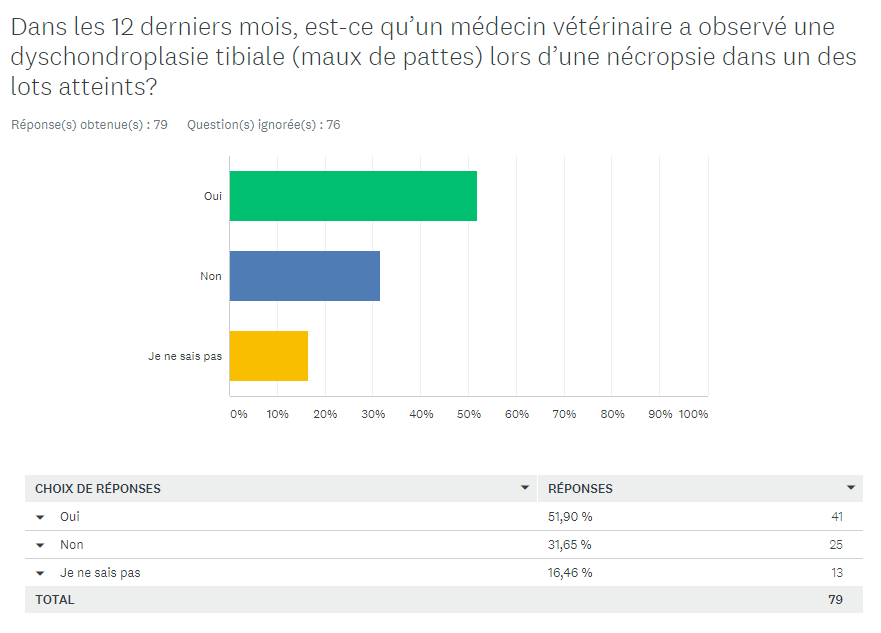 Dans les 12 derniers mois, est-ce qu’un médecin vétérinaire a observé une
dyschondroplasie tibiale (maux de pattes) lors d’une nécropsie dans un des
lots atteints?
Réponse(s) obtenue(s) : 79 Question(s) ignorée(s) : 76
Oui
Non
Je ne sais pas
0% 10% 20% 30% 40% 50% 60% 70% 80% 90% 100%
CHOIX DE RÉPONSES RÉPONSES
Oui 51,90 % 41
Non 31,65 % 25
Je ne sais pas 16,46 % 13
TOTAL 79